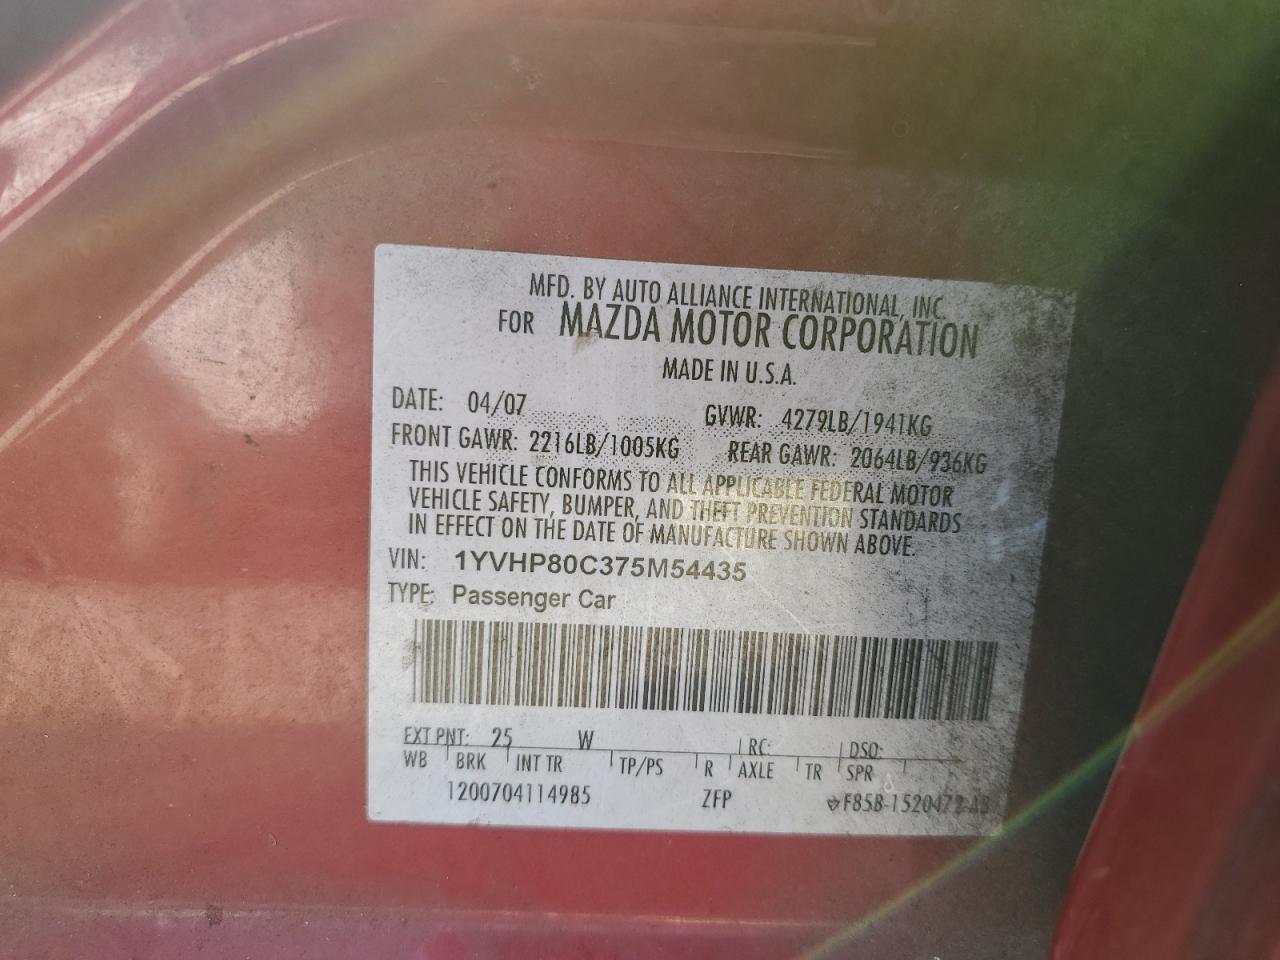 MFD. BY AUTO ALLIANCE INTERNATIONAL, INC.
FOR MAZDA MOTOR CORPORATION
MADE IN U.S.A.
DATE: 04/07 GVWR: 4279LB/1941KG
FRONT GAWR: 2216LB/1005KG REAR GAWR: 2064LB/936KG
THIS VEHICLE CONFORMS TO ALL APPLICABLE FEDERAL MOTOR
VEHICLE SAFETY, BUMPER, AND THEFT PREVENTION STANDARDS
IN EFFECT ON THE DATE OF MANUFACTURE SHOWN ABOVE.
VIN: 1YVHP80C375M54435
TYPE: Passenger Car
EXT PNT: 25 W RC: DSO:
WB BRK INT TR TP/PS R AXLE TR SPR
1200704114985 ZFP F85B-1520472-AB